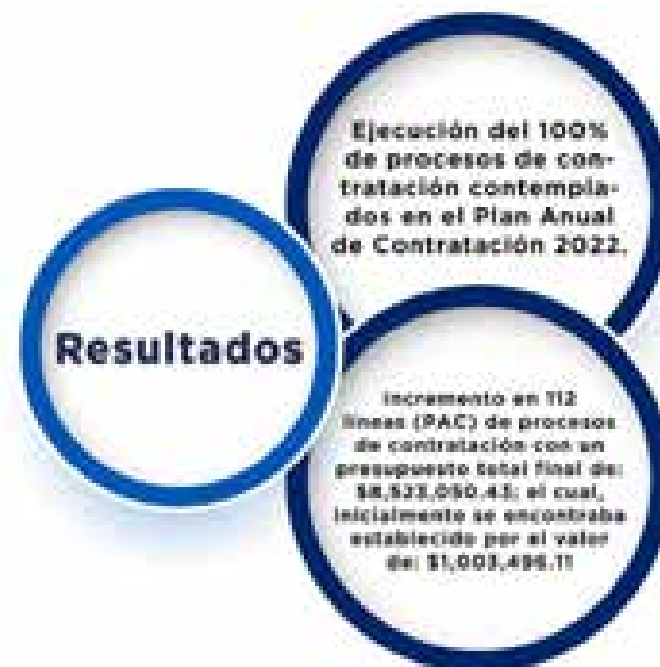 Resultados
Ejecución del 100%
de procesos de con-
tratación contempla-
dos en el Plan Anual
de Contratación 2022.
Incremento en 112
líneas (PAC) de procesos
de contratación con un
presupuesto total final de:
$8,523,050.43; el cual,
inicialmente se encontraba
establecido por el valor
de: $1,003,496.11